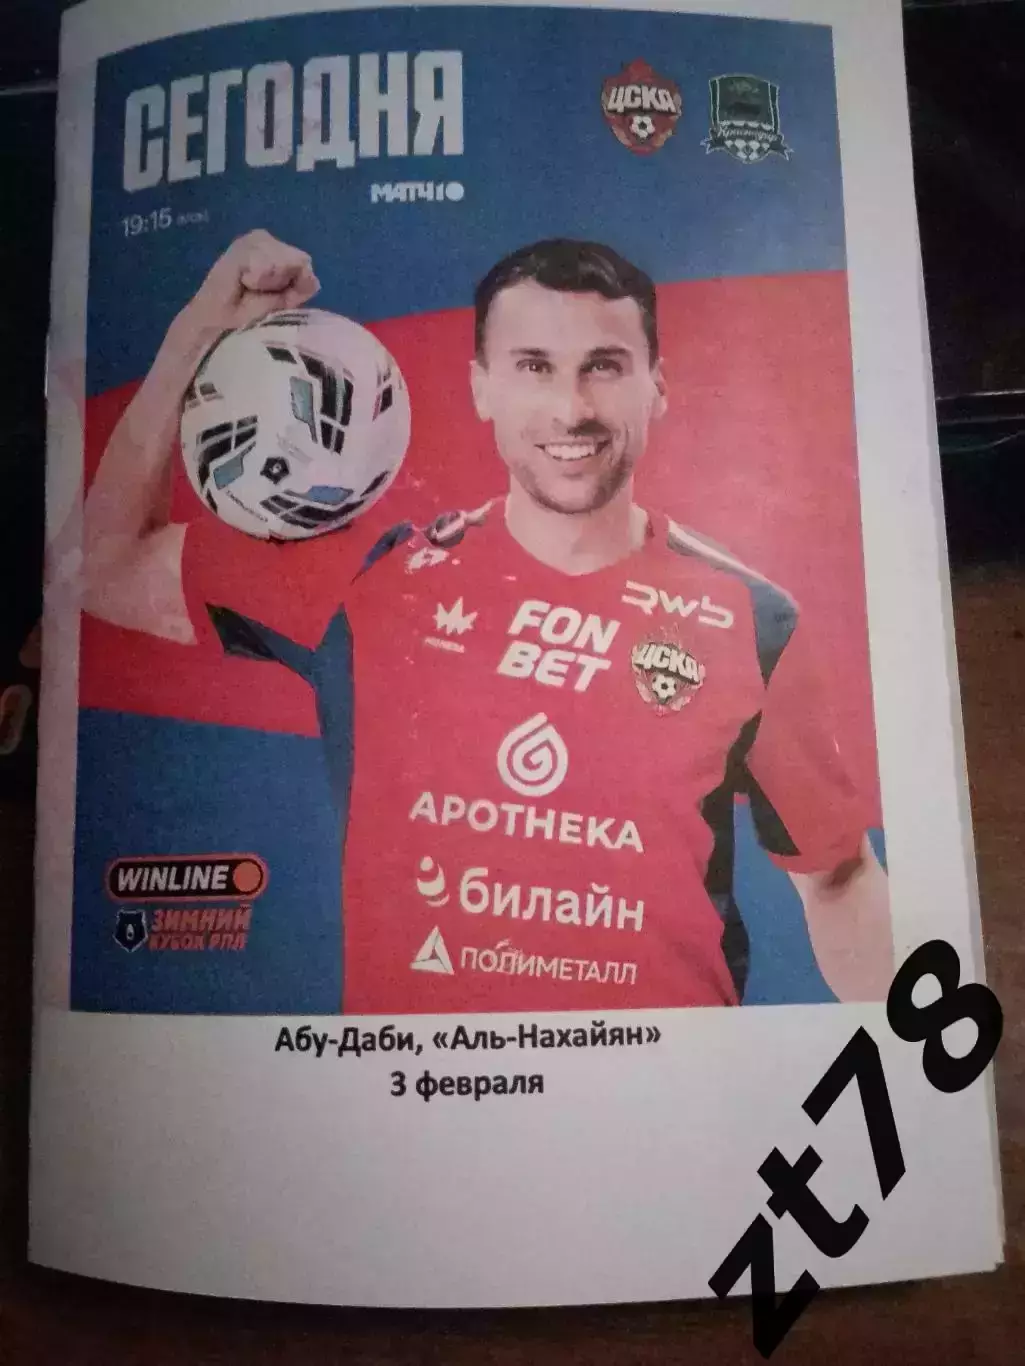 СЕГОДНЯ
ЦСКА
Краснодар
МАТЧ!
19:15
FON
BET
ЦСКА
APOTHEKA
билайн
ПОЛИМЕТАЛЛ
WINLINE
ЗИМНИЙ
КУБОК РПЛ
Абу-Даби, «Аль-Нахайян»
3 февраля
zt78